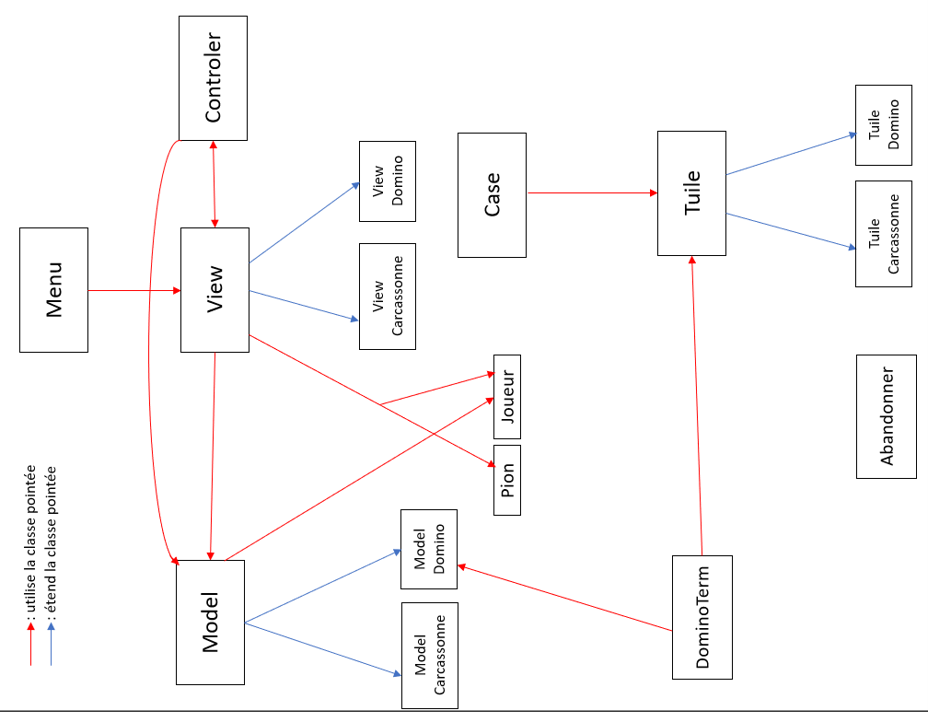 : utilise la classe pointée
: étend la classe pointée
Menu
Model
View
Controler
View
Carcassonne
View
Domino
Model
Carcassonne
Model
Domino
Pion
Joueur
Case
DominoTerm
Tuile
Abandonner
Tuile
Carcassonne
Tuile
Domino